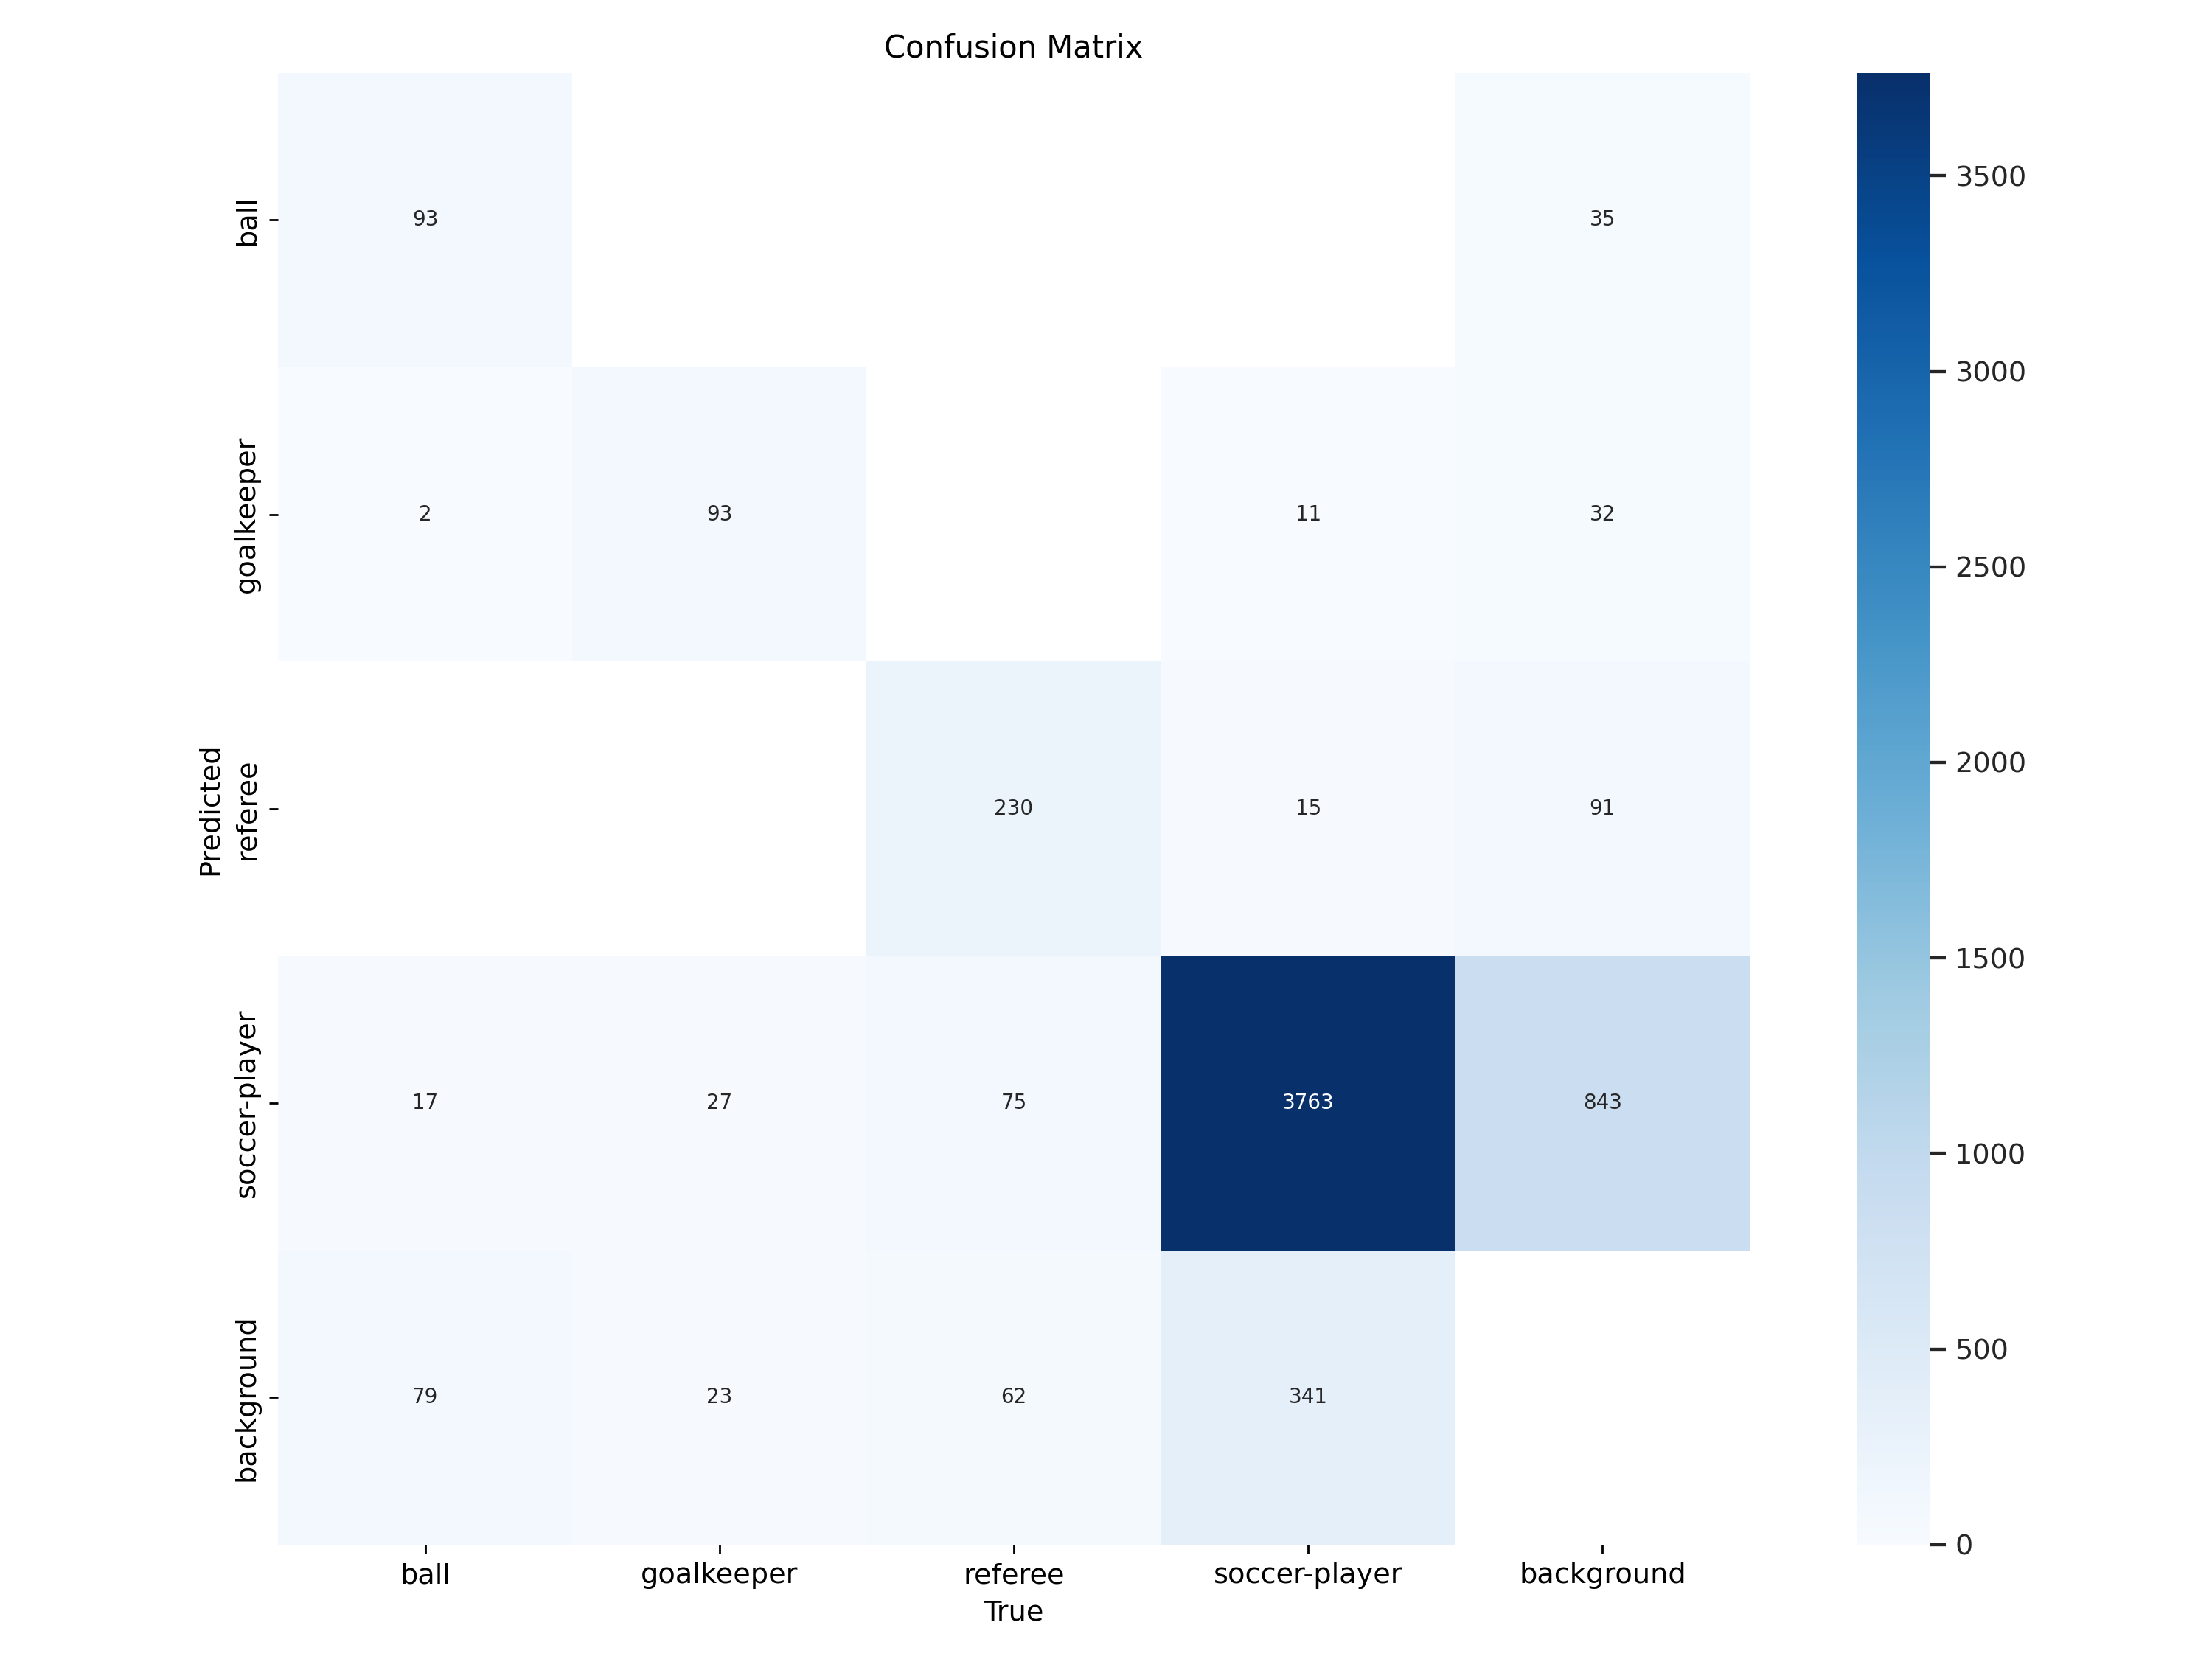 Confusion Matrix
ball
93
35
goalkeeper
2
93
11
32
Predicted
referee
230
15
91
soccer-player
17
27
75
3763
843
background
79
23
62
341
ball
goalkeeper
referee
soccer-player
background
True
3500
3000
2500
2000
1500
1000
500
0